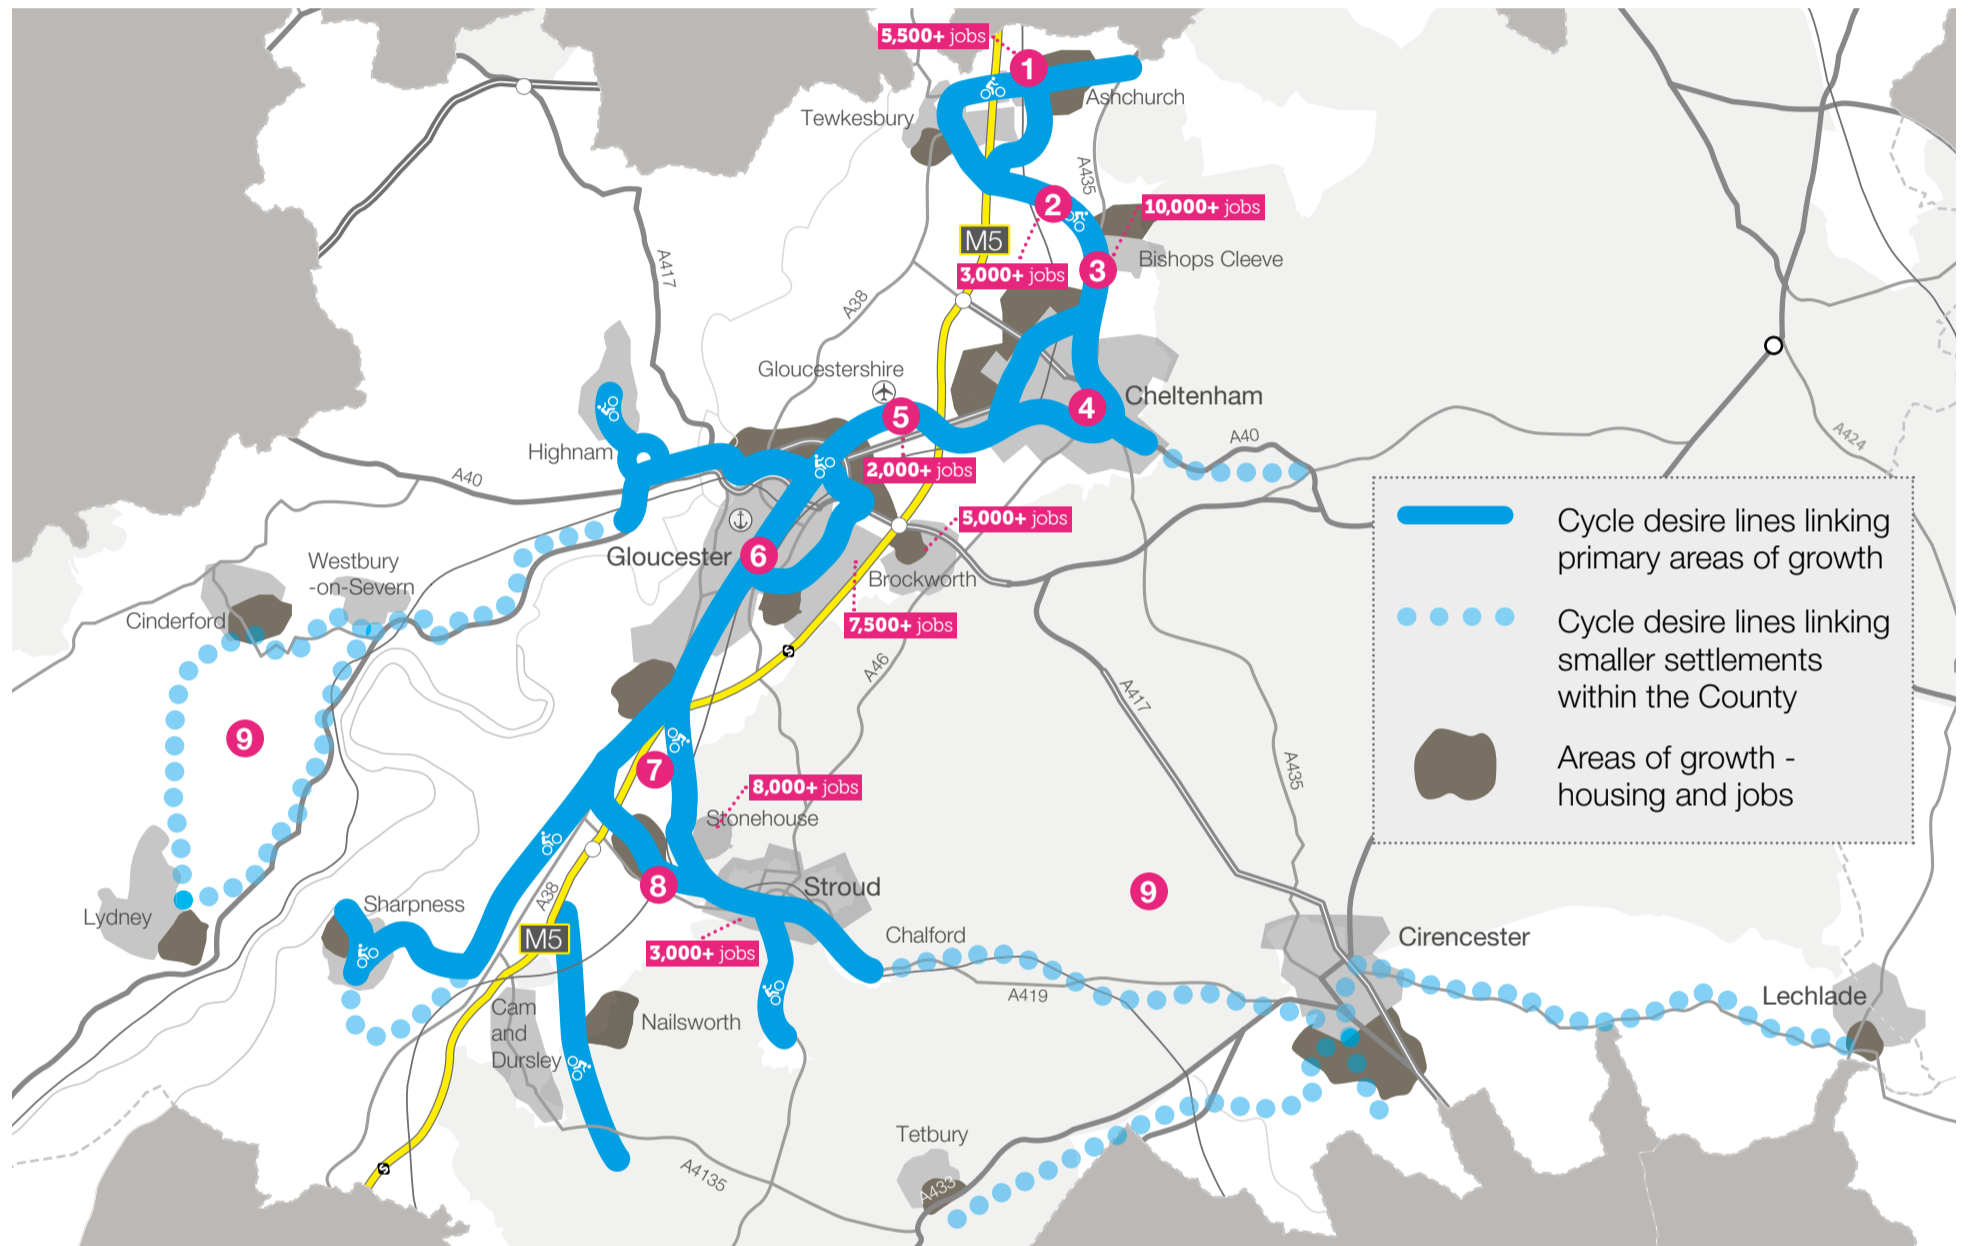 5,500+ jobs
1
Ashchurch
Tewkesbury
A435
2
10,000+ jobs
M5
Bishops Cleeve
3
3,000+ jobs
A417
A38
Gloucestershire
Cheltenham
4
5
A40
A424
Highnam
2,000+ jobs
A40
5,000+ jobs
Gloucester
6
Westbury
-on-Severn
Brockworth
Cinderford
7,500+ jobs
S
A46
A417
9
7
A435
8,000+ jobs
Stonehouse
8
Stroud
9
A38
Sharpness
Lydney
M5
3,000+ jobs
Chalford
Cirencester
A419
Lechlade
Cam
and
Dursley
Nailsworth
Tetbury
A4135
A433
S
Cycle desire lines linking
primary areas of growth
Cycle desire lines linking
smaller settlements
within the County
Areas of growth -
housing and jobs